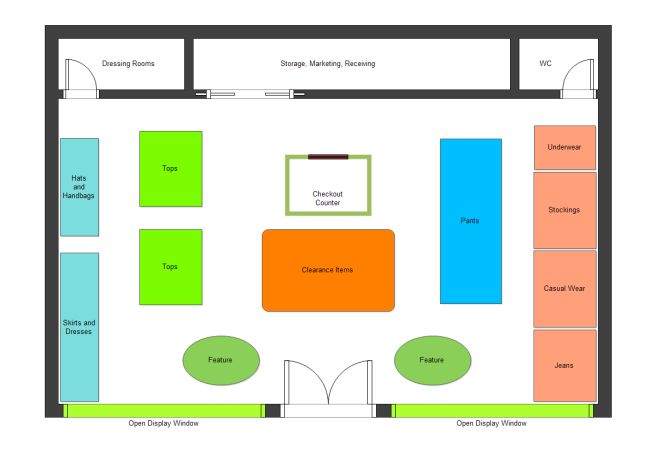 Dressing Rooms
Storage, Marketing, Receiving
WC
Hats
and
Handbags
Tops
Checkout
Counter
Pants
Underwear
Stockings
Tops
Clearance Items
Casual Wear
Skirts and
Dresses
Feature
Feature
Jeans
Open Display Window
Open Display Window